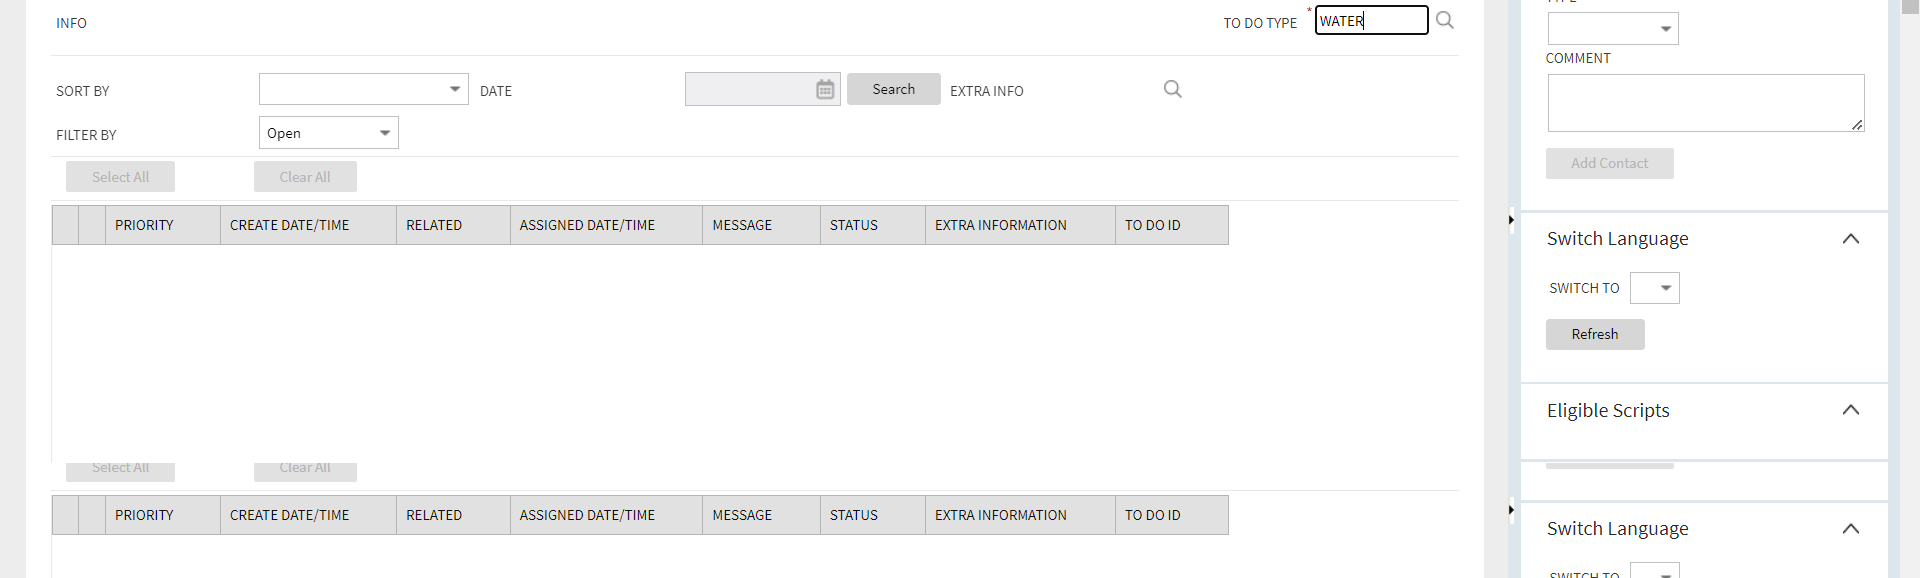 INFO
TO DO TYPE * WATER
SORT BY
DATE
Search
EXTRA INFO
FILTER BY
Open
Select All
Clear All
PRIORITY CREATE DATE/TIME RELATED ASSIGNED DATE/TIME MESSAGE STATUS EXTRA INFORMATION TO DO ID
Select All
Clear All
PRIORITY CREATE DATE/TIME RELATED ASSIGNED DATE/TIME MESSAGE STATUS EXTRA INFORMATION TO DO ID
COMMENT
Add Contact
Switch Language
SWITCH TO
Refresh
Eligible Scripts
Switch Language
SWITCH TO